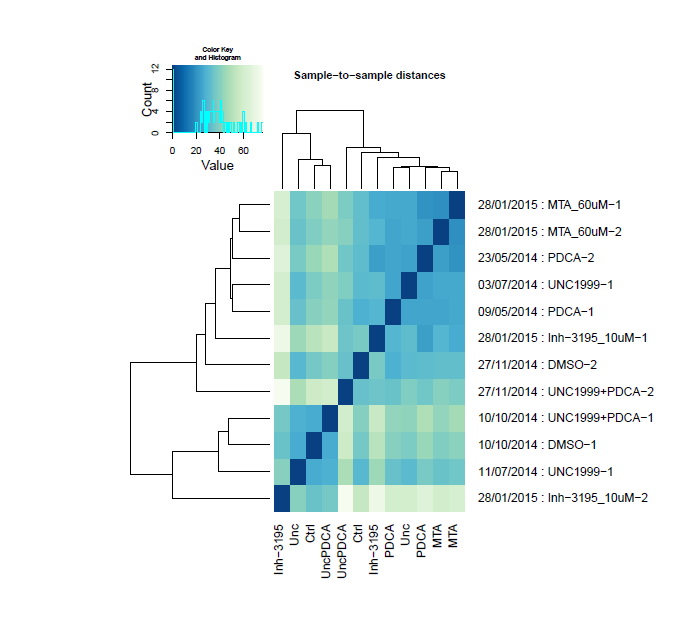 Color Key
and Histogram
Sample−to−sample distances
Count
0 4 8 12
0 20 40 60
Value
28/01/2015 : MTA_60uM−1
28/01/2015 : MTA_60uM−2
23/05/2014 : PDCA−2
03/07/2014 : UNC1999−1
09/05/2014 : PDCA−1
28/01/2015 : Inh−3195_10uM−1
27/11/2014 : DMSO−2
27/11/2014 : UNC1999+PDCA−2
10/10/2014 : UNC1999+PDCA−1
10/10/2014 : DMSO−1
11/07/2014 : UNC1999−1
28/01/2015 : Inh−3195_10uM−2
Inh−3195
Unc
Ctrl
UncPDCA
UncPDCA
Ctrl
Inh−3195
PDCA
Unc
PDCA
MTA
MTA